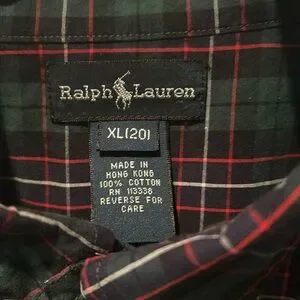 Ralph Lauren
XL(20)
MADE IN
HONG KONG
100% COTTON
RN 113338
REVERSE FOR
CARE